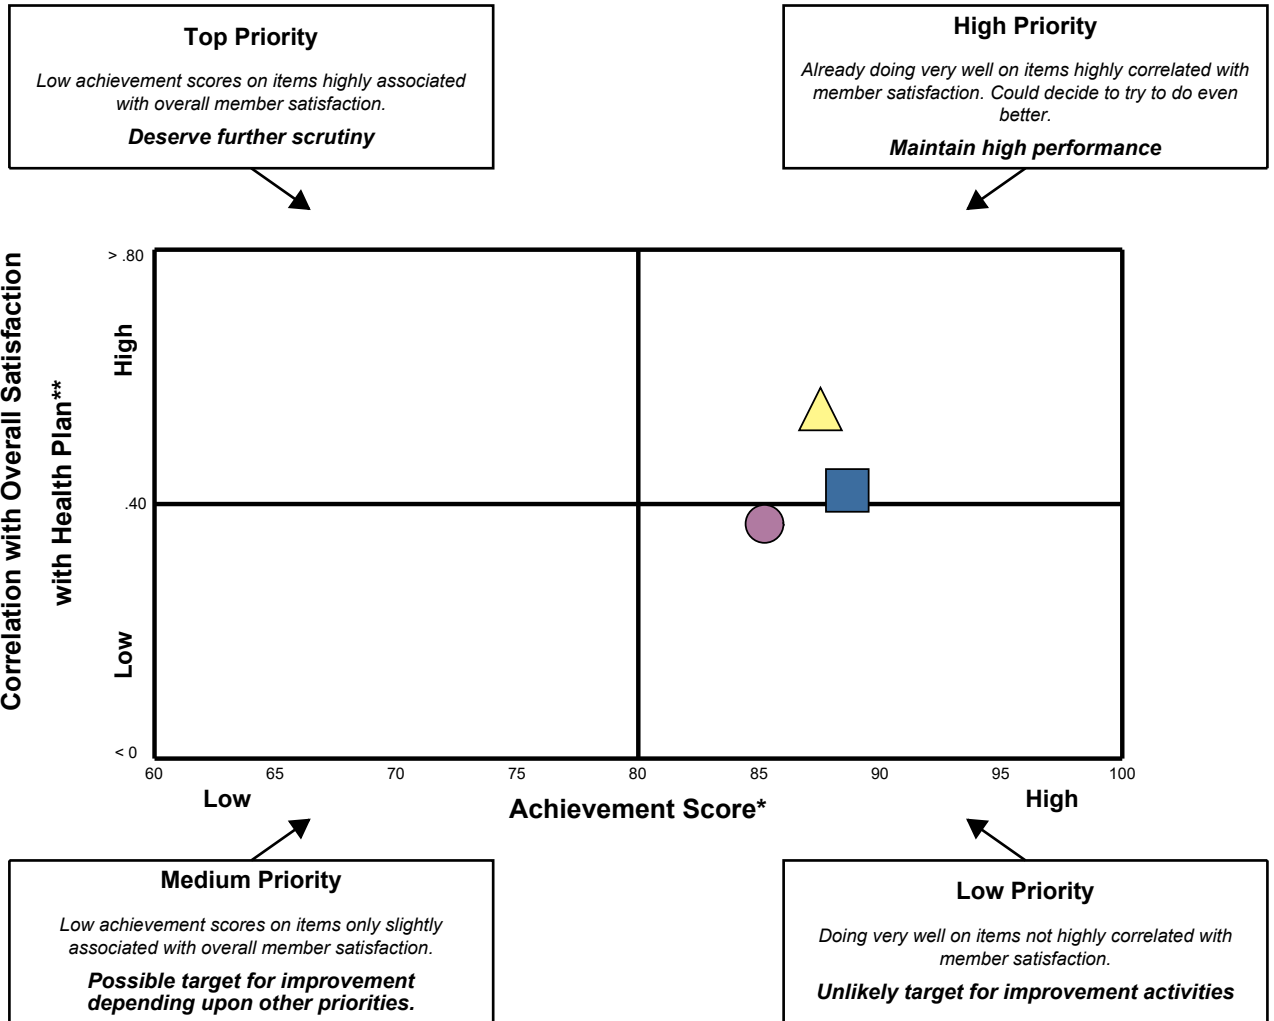 Top Priority
Low achievement scores on items highly associated
with overall member satisfaction.
Deserve further scrutiny
High Priority
Already doing very well on items highly correlated with
member satisfaction. Could decide to try to do even
better.
Maintain high performance
Correlation with Overall Satisfaction
with Health Plan**
> .80
High
.40
Low
< 0
60 65 70 75 80 85 90 95 100
Low
Achievement Score*
High
Medium Priority
Low achievement scores on items only slightly
associated with overall member satisfaction.
Possible target for improvement
depending upon other priorities.
Low Priority
Doing very well on items not highly correlated with
member satisfaction.
Unlikely target for improvement activities